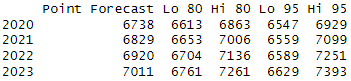 Point Forecast Lo 80 Hi 80 Lo 95 Hi 95
2020 6738 6613 6863 6547 6929
2021 6829 6653 7006 6559 7099
2022 6920 6704 7136 6589 7251
2023 7011 6761 7261 6629 7393